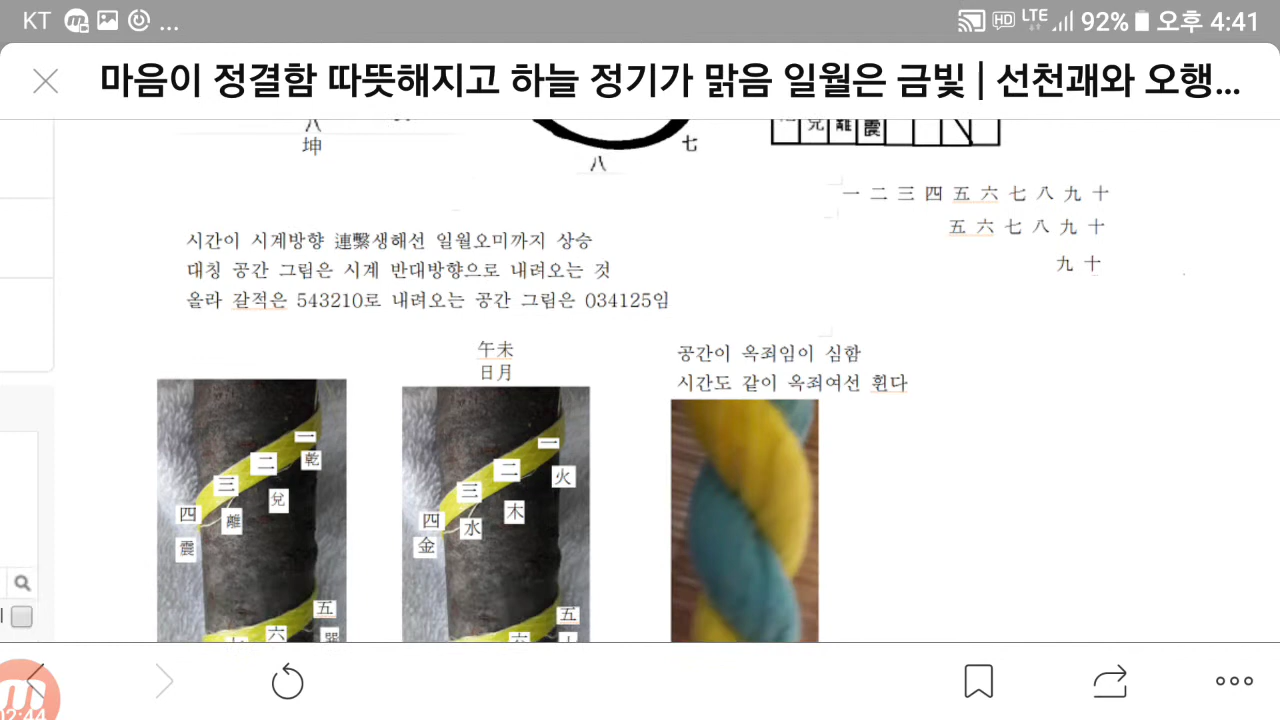 KT ... HD LTE 92% 오후 4:41
마음이 정결함 따뜻해지고 하늘 정기가 맑음 일월은 금빛 | 선천괘와 오행...
八
坤
八
七
兌 離 震
一 二 三 四 五 六 七 八 九 十
五 六 七 八 九 十
九 十
시간이 시계방향 連繫생해선 일월오미까지 상승
대칭 공간 그림은 시계 반대방향으로 내려오는 것
올라 갈적은 543210로 내려오는 공간 그림은 034125임
午未
日月
공간이 옥죄임이 심함
시간도 같이 옥죄여선 휜다
一
乾
二
兌
三
離
四
震
五
六
一
火
二
木
三
水
四
金
五
六
02:44